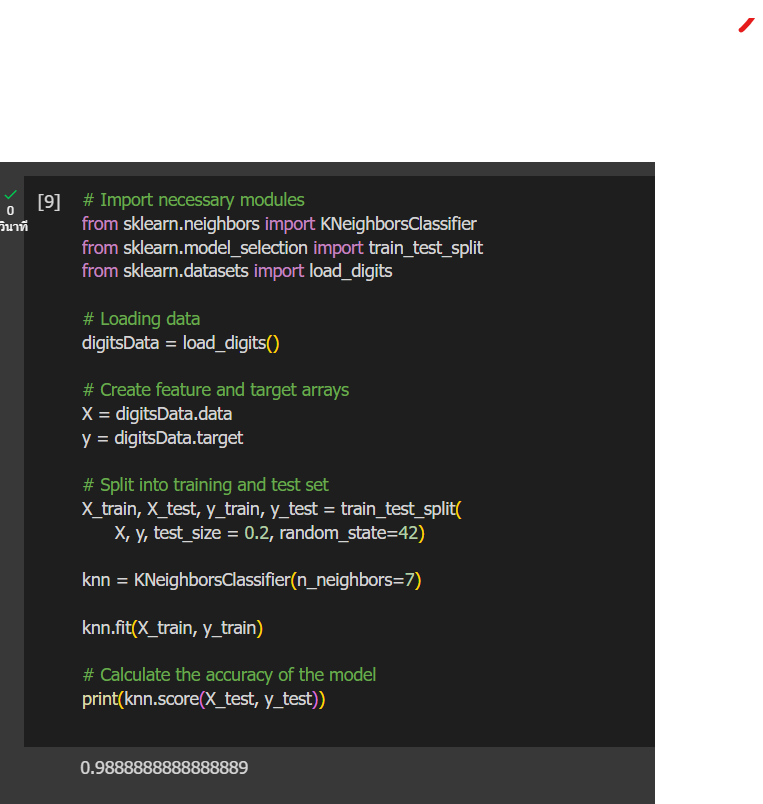 [9]
0
วินาที
# Import necessary modules
from sklearn.neighbors import KNeighborsClassifier
from sklearn.model_selection import train_test_split
from sklearn.datasets import load_digits
# Loading data
digitsData = load_digits()
# Create feature and target arrays
X = digitsData.data
y = digitsData.target
# Split into training and test set
X_train, X_test, y_train, y_test = train_test_split(
X, y, test_size = 0.2, random_state=42)
knn = KNeighborsClassifier(n_neighbors=7)
knn.fit(X_train, y_train)
# Calculate the accuracy of the model
print(knn.score(X_test, y_test))
0.9888888888888889